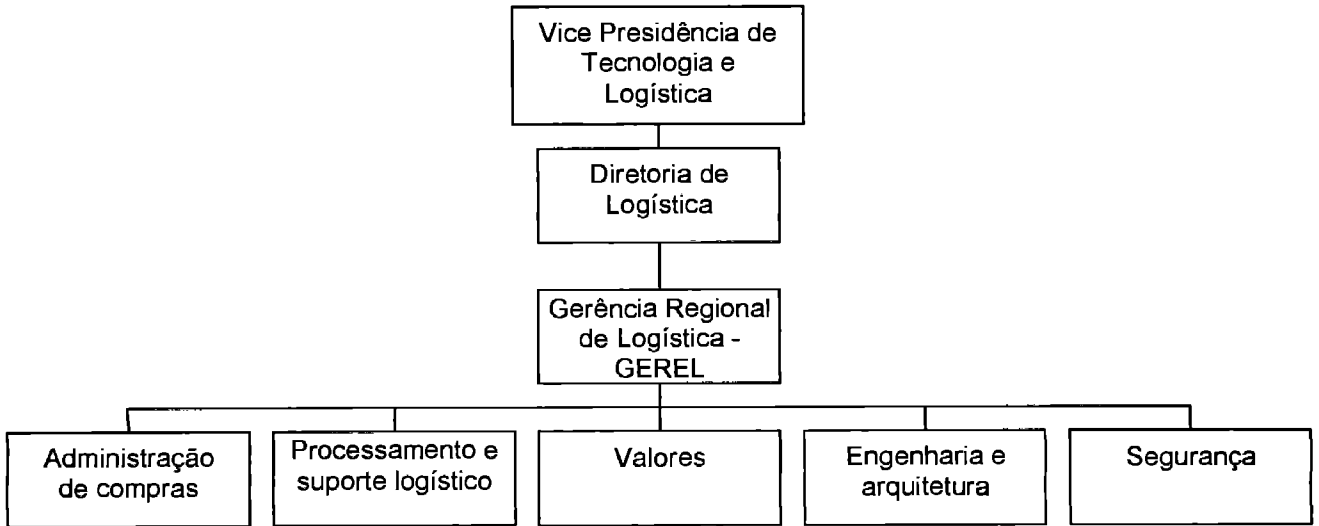 Vice Presidência de
Tecnologia e
Logística
Diretoria de
Logística
Gerência Regional
de Logística -
GEREL
Administração
de compras
Processamento e
suporte logístico
Valores
Engenharia e
arquitetura
Segurança